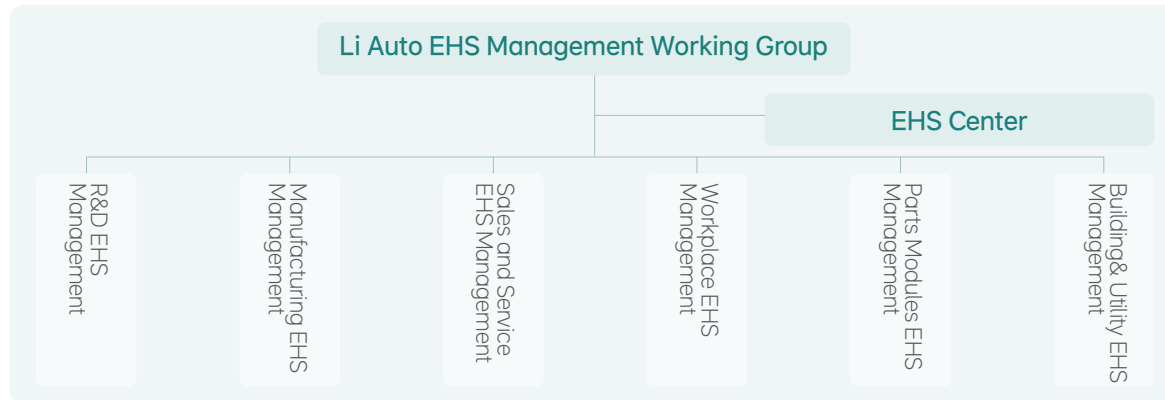 Li Auto EHS Management Working Group
EHS Center
R&D EHS
Management
Manufacturing EHS
Management
Sales and Service
EHS Management
Workplace EHS
Management
Parts Modules EHS
Management
Building& Utility EHS
Management